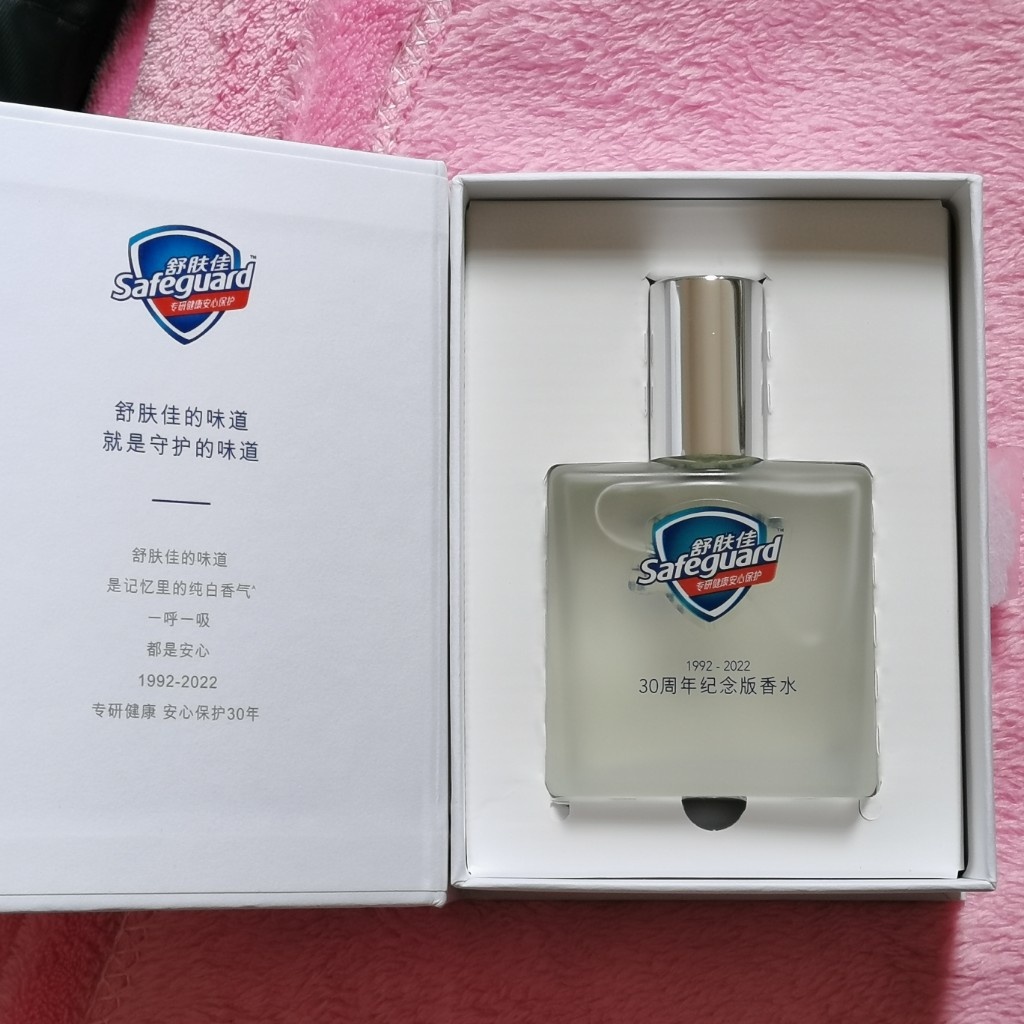 舒肤佳
Safeguard™
专研健康安心保护
舒肤佳的味道
就是守护的味道
舒肤佳的味道
是记忆里的纯白香气^
一呼一吸
都是安心
1992-2022
专研健康 安心保护30年
舒肤佳
Safeguard™
专研健康安心保护
1992 - 2022
30周年纪念版香水